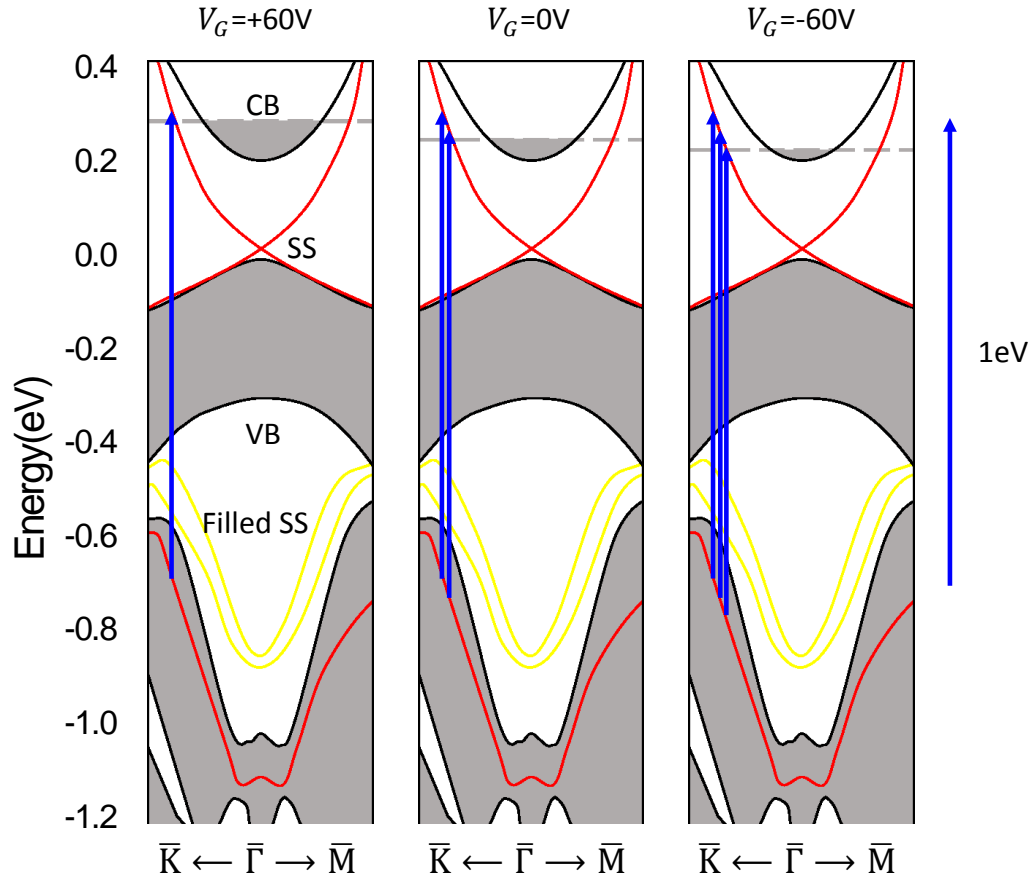 V_G=+60V
V_G=0V
V_G=-60V
0.4
0.2
0.0
-0.2
-0.4
-0.6
-0.8
-1.0
-1.2
Energy(eV)
CB
SS
VB
Filled SS
1eV
K̅ ← Γ̅ → M̅
K̅ ← Γ̅ → M̅
K̅ ← Γ̅ → M̅